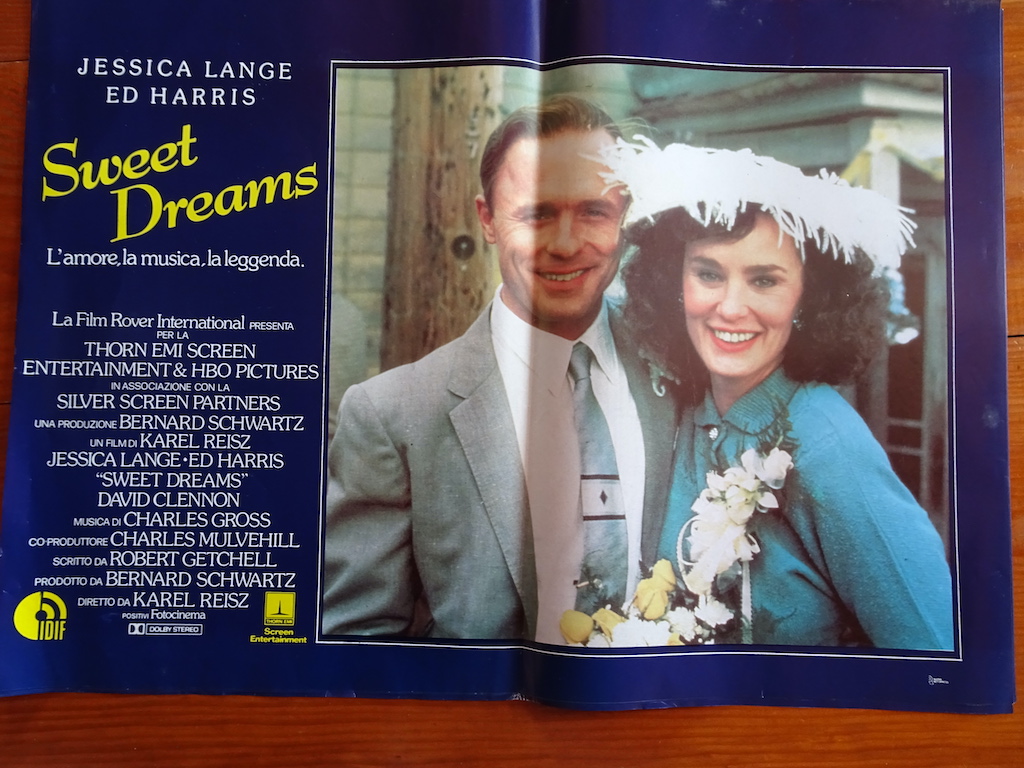 JESSICA LANGE
ED HARRIS
Sweet
Dreams
L'amore, la musica, la leggenda.
La Film Rover International PRESENTA
PER LA
THORN EMI SCREEN
ENTERTAINMENT & HBO PICTURES
IN ASSOCIAZIONE CON LA
SILVER SCREEN PARTNERS
UNA PRODUZIONE BERNARD SCHWARTZ
UN FILM DI KAREL REISZ
JESSICA LANGE • ED HARRIS
"SWEET DREAMS"
DAVID CLENNON
MUSICA DI CHARLES GROSS
CO-PRODUTTORE CHARLES MULVEHILL
SCRITTO DA ROBERT GETCHELL
PRODOTTO DA BERNARD SCHWARTZ
DIRETTO DA KAREL REISZ
POSITIVI Fotocinema
DOLBY STEREO
IDIF
THORN EMI
Screen
Entertainment